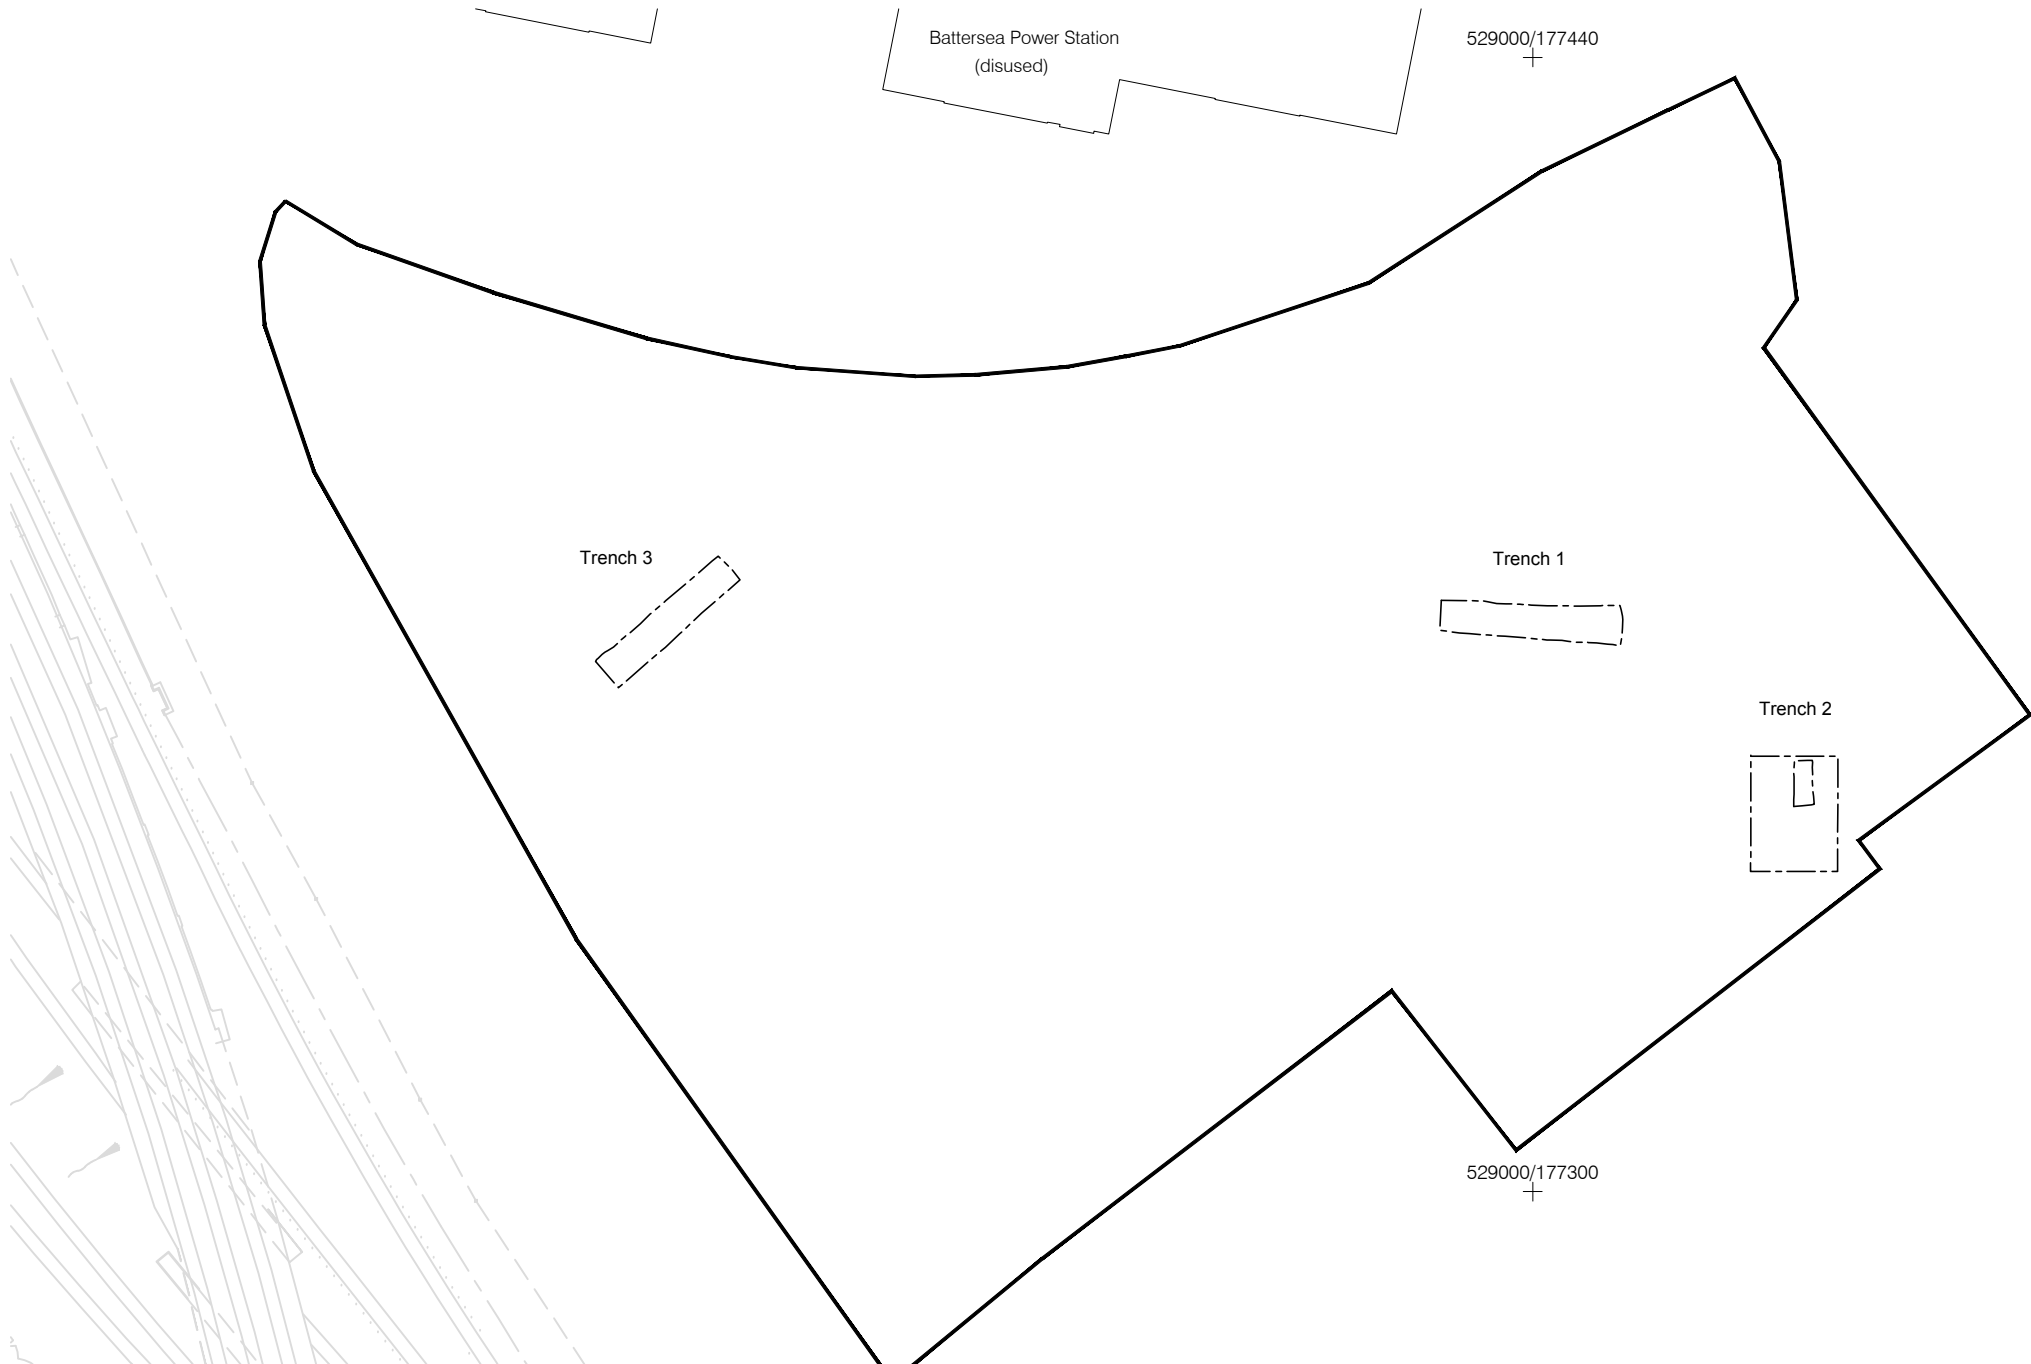 Battersea Power Station
(disused)
529000/177440
Trench 3
Trench 1
Trench 2
529000/177300